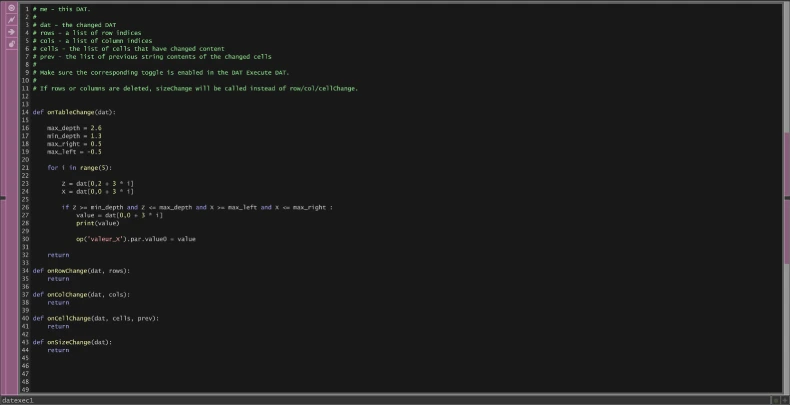 1 # me - this DAT.
2 #
3 # dat - the changed DAT
4 # rows - a list of row indices
5 # cols - a list of column indices
6 # cells - the list of cells that have changed content
7 # prev - the list of previous string contents of the changed cells
8 #
9 # Make sure the corresponding toggle is enabled in the DAT Execute DAT.
10 #
11 # If rows or columns are deleted, sizeChange will be called instead of row/col/cellChange.
12
13
14 def onTableChange(dat):
15
16 max_depth = 2.6
17 min_depth = 1.3
18 max_right = 0.5
19 max_left = -0.5
20
21 for i in range(5):
22
23 Z = dat[0,2 + 3 * i]
24 X = dat[0,0 + 3 * i]
25
26 if Z >= min_depth and Z <= max_depth and X >= max_left and X <= max_right :
27 value = dat[0,0 + 3 * i]
28 print(value)
29
30 op('valeur_X').par.value0 = value
31
32 return
33
34 def onRowChange(dat, rows):
35 return
36
37 def onColChange(dat, cols):
38 return
39
40 def onCellChange(dat, cells, prev):
41 return
42
43 def onSizeChange(dat):
44 return
45
46
47
48
49
datexec1